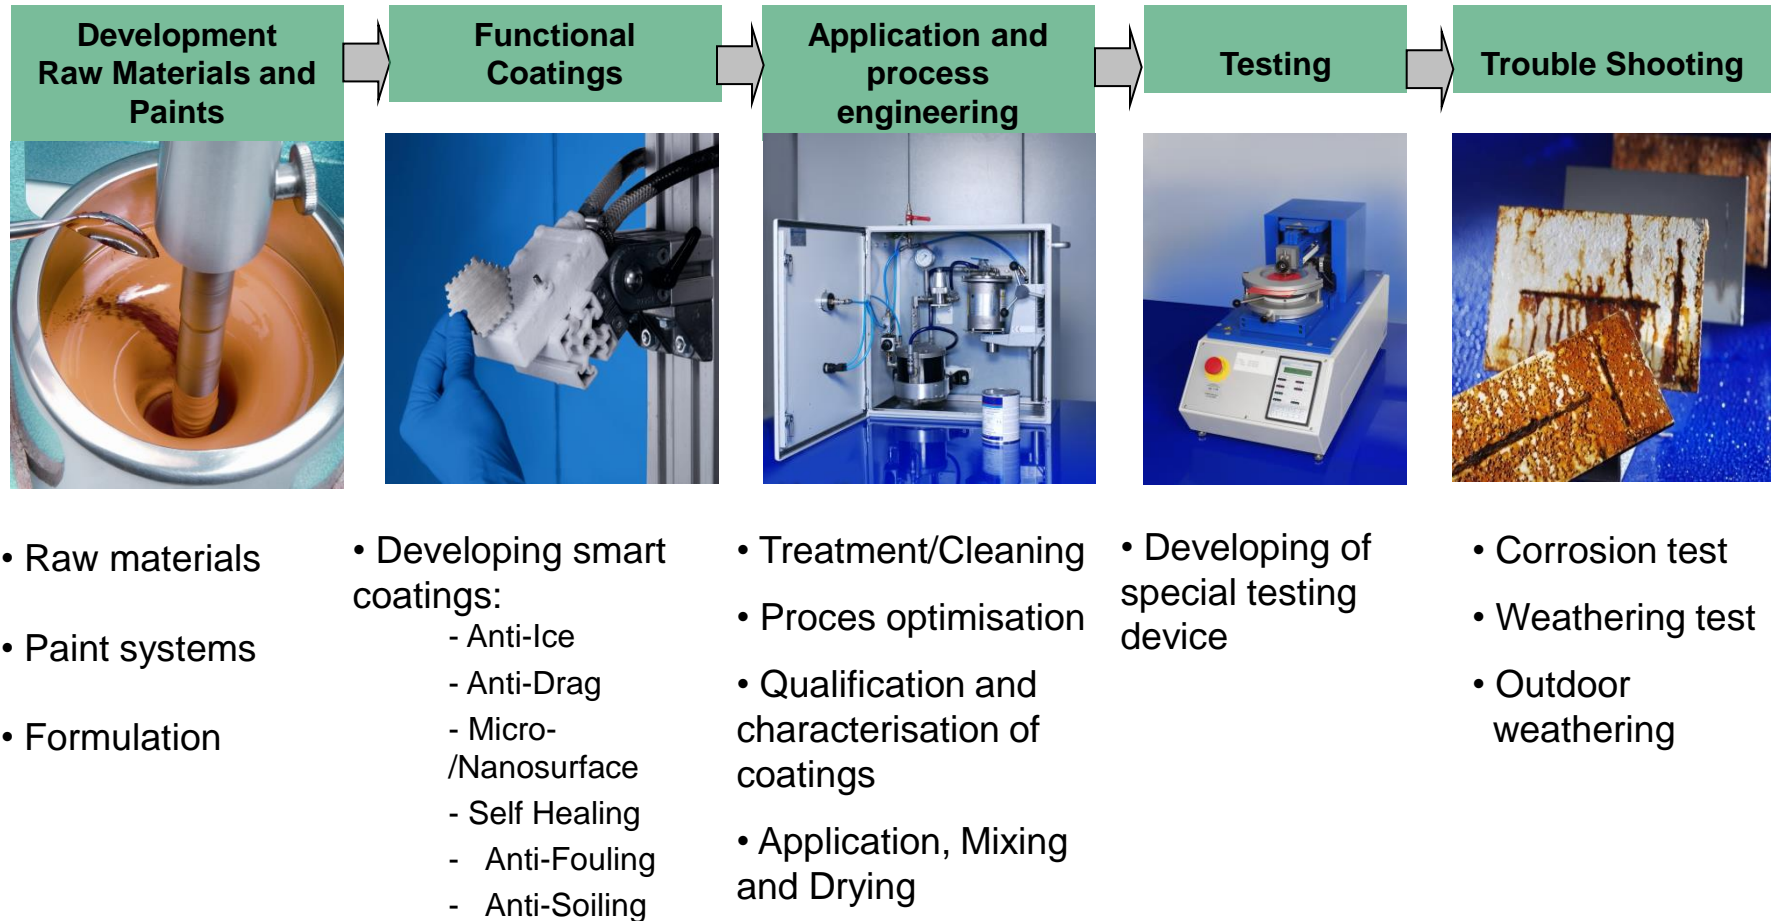 Development
Raw Materials and
Paints
Functional
Coatings
Application and
process
engineering
Testing
Trouble Shooting
• Raw materials
• Paint systems
• Formulation
• Developing smart
coatings:
- Anti-Ice
- Anti-Drag
- Micro-
/Nanosurface
- Self Healing
- Anti-Fouling
- Anti-Soiling
• Treatment/Cleaning
• Proces optimisation
• Qualification and
characterisation of
coatings
• Application, Mixing
and Drying
• Developing of
special testing
device
• Corrosion test
• Weathering test
• Outdoor
weathering